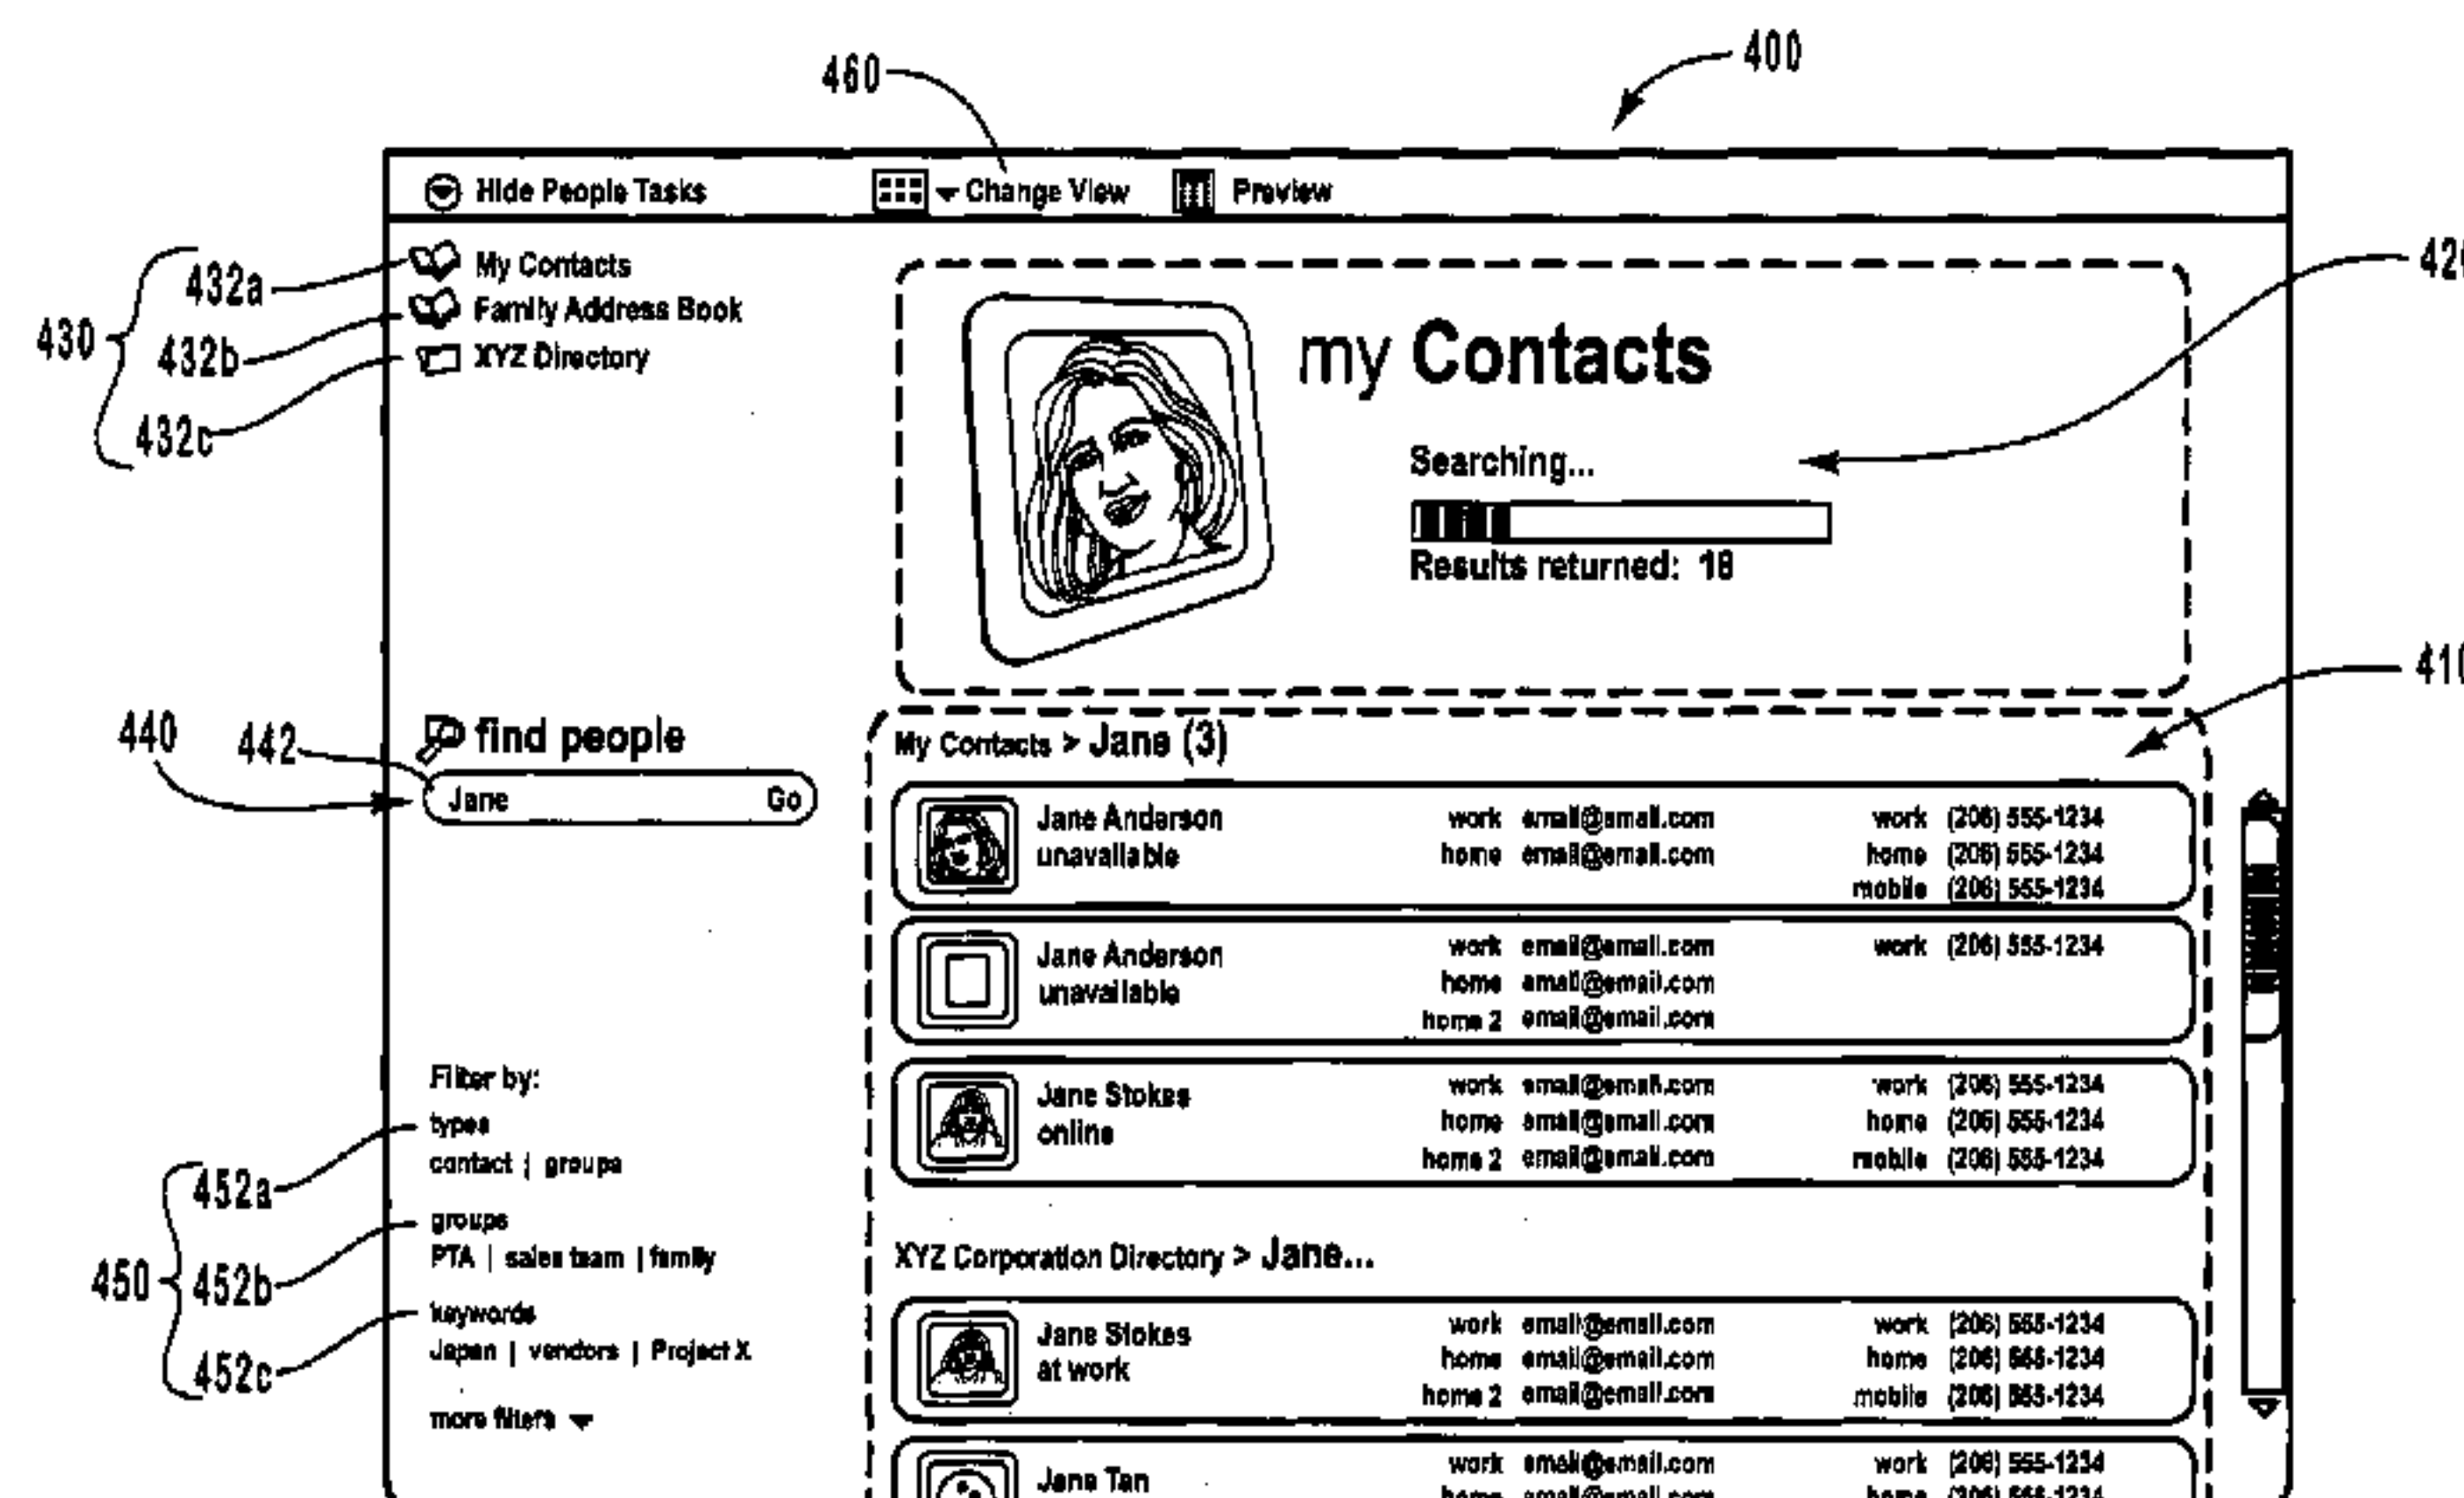 460
400
Hide People Tasks Change View Preview
430
432a My Contacts
432b Family Address Book
432c XYZ Directory
my Contacts
Searching...
Results returned: 18
440
442
find people
Jane Go
My Contacts > Jane (3)
Jane Anderson work email@email.com work (206) 555-1234
unavailable home email@email.com home (206) 555-1234
mobile (206) 555-1234
Jane Anderson work email@email.com work (206) 555-1234
unavailable home email@email.com
home 2 email@email.com
Jane Stokes work email@email.com work (206) 555-1234
online home email@email.com home (206) 555-1234
home 2 email@email.com mobile (206) 555-1234
Filter by:
452a types
contact | groups
450
452b groups
PTA | sales team | family
452c keywords
Japan | vendors | Project X
more filters
XYZ Corporation Directory > Jane...
Jane Stokes work email@email.com work (206) 555-1234
at work home email@email.com home (206) 555-1234
home 2 email@email.com mobile (206) 555-1234
Jane Tan work email@email.com work (206) 555-1234